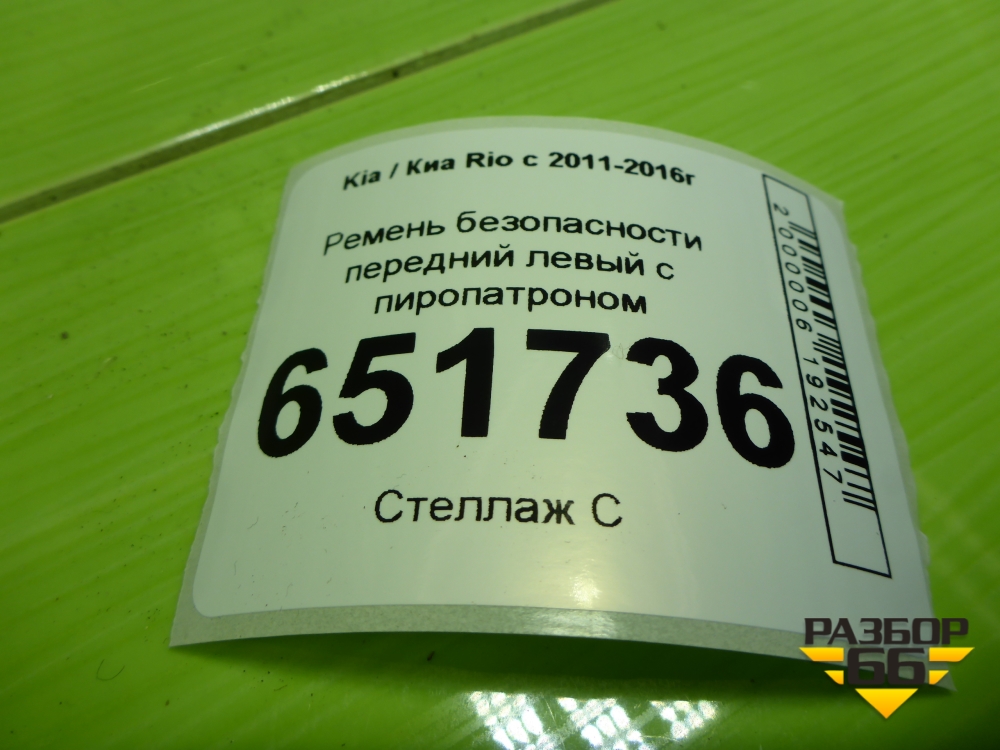 Kia / Киа Rio с 2011-2016г
Ремень безопасности
передний левый с
пиропатроном
651736
Стеллаж С
2000006192547
РАЗБОР
66